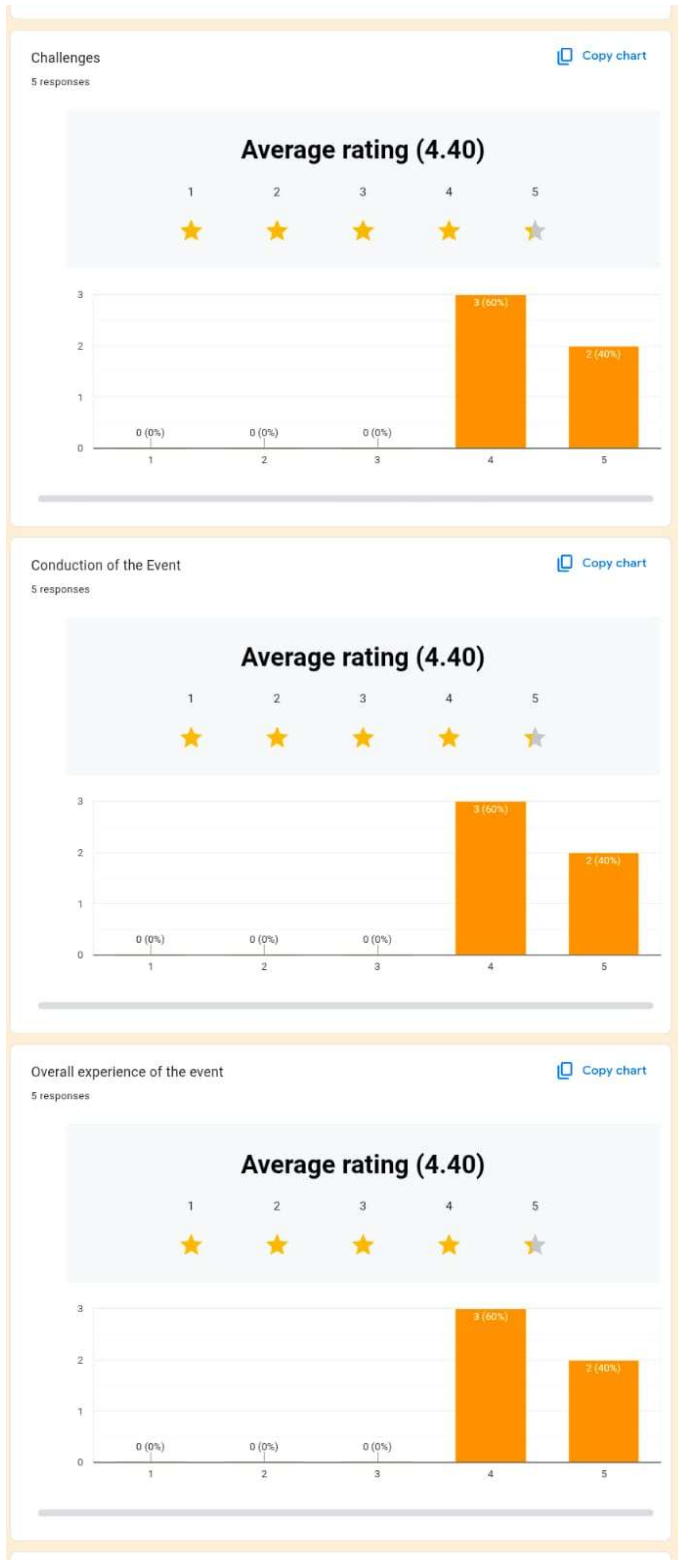 Challenges
Copy chart
5 responses
Average rating (4.40)
1 2 3 4 5
3
3 (60%)
2
2 (40%)
1
0 (0%) 0 (0%) 0 (0%)
0
1 2 3 4 5
Conduction of the Event
Copy chart
5 responses
Average rating (4.40)
1 2 3 4 5
3
3 (60%)
2
2 (40%)
1
0 (0%) 0 (0%) 0 (0%)
0
1 2 3 4 5
Overall experience of the event
Copy chart
5 responses
Average rating (4.40)
1 2 3 4 5
3
3 (60%)
2
2 (40%)
1
0 (0%) 0 (0%) 0 (0%)
0
1 2 3 4 5